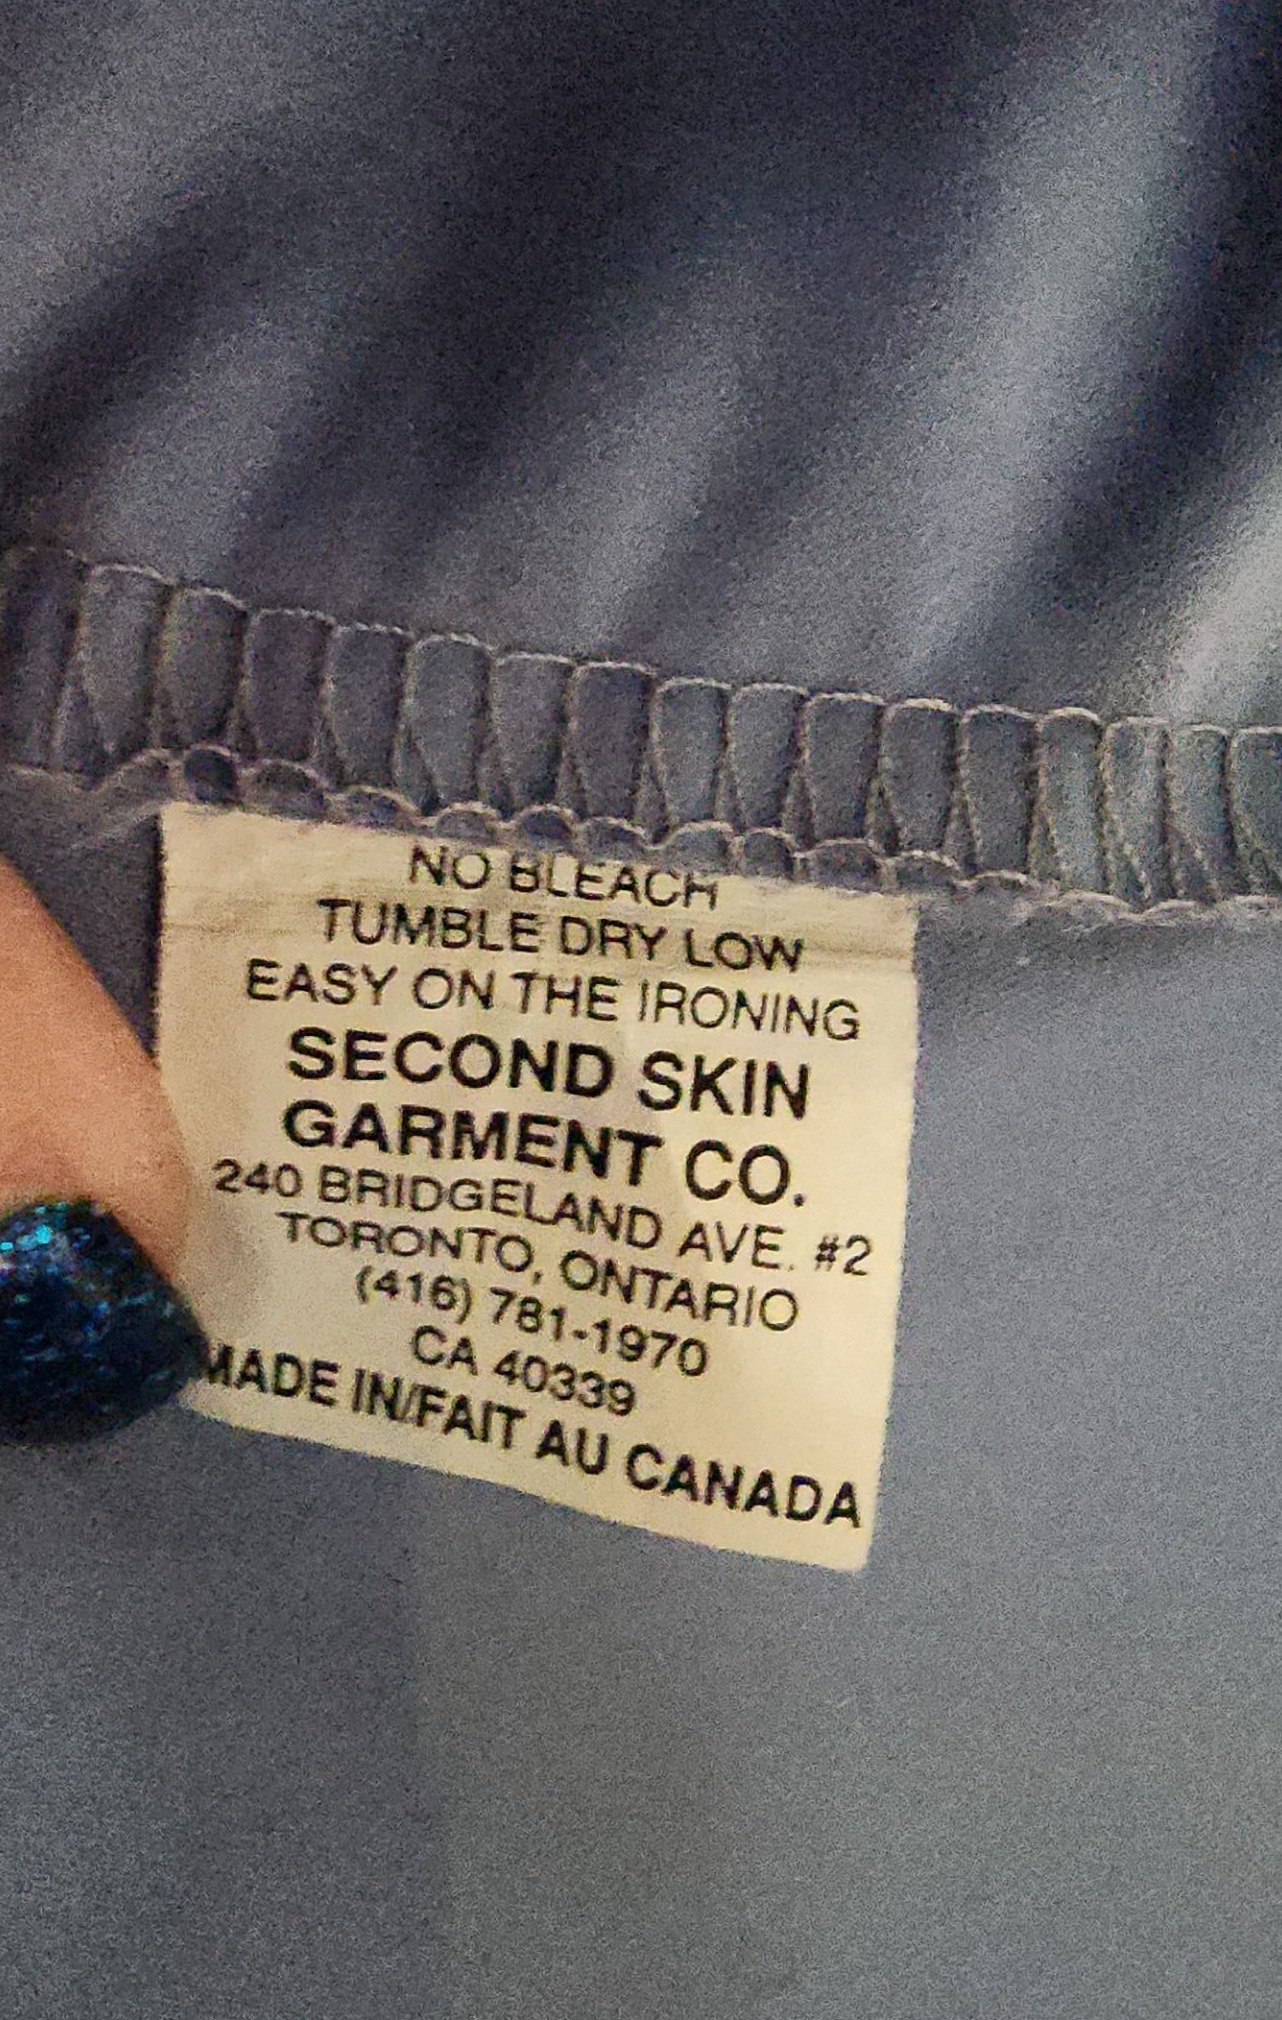 NO BLEACH
TUMBLE DRY LOW
EASY ON THE IRONING
SECOND SKIN
GARMENT CO.
240 BRIDGELAND AVE. #2
TORONTO, ONTARIO
(416) 781-1970
CA 40339
MADE IN/FAIT AU CANADA